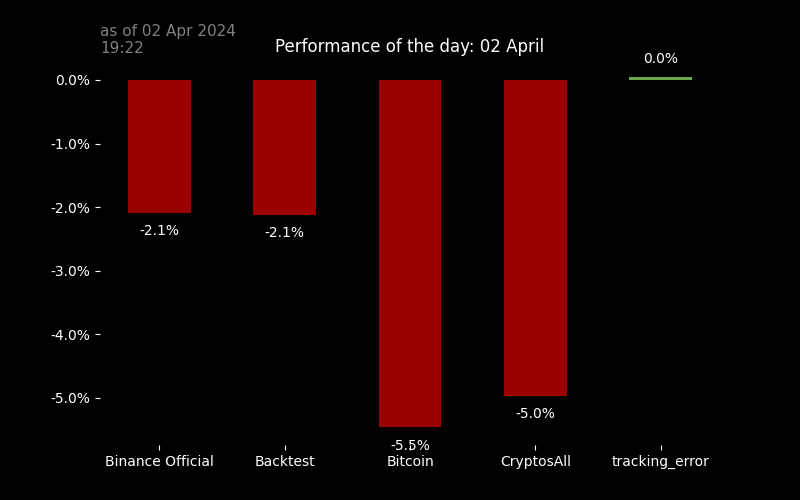 as of 02 Apr 2024
19:22
Performance of the day: 02 April
0.0%
0.0%
-1.0%
-2.0%
-2.1%
-2.1%
-3.0%
-4.0%
-5.0%
-5.0%
-5.5%
Binance Official
Backtest
Bitcoin
CryptosAll
tracking_error